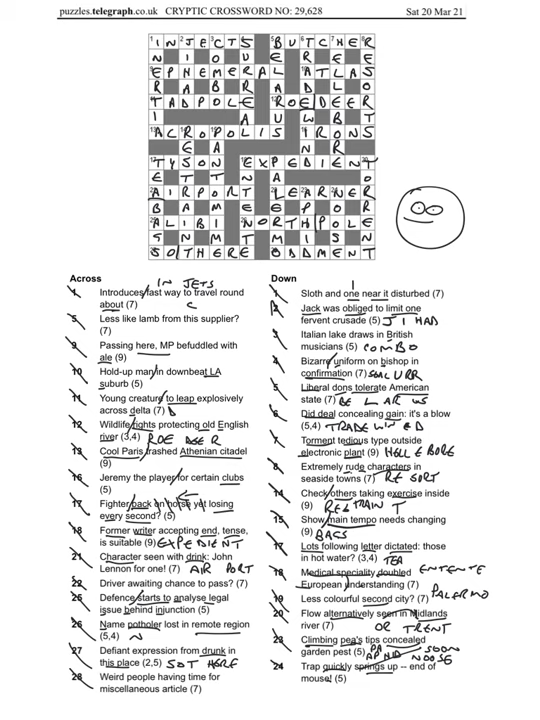 puzzles.telegraph.co.uk CRYPTIC CROSSWORD NO: 29,628 Sat 20 Mar 21
INJECTS BUTCHER
N I O U E R E E
EPHEMERAL ATLAS
R A B R A D L O
TADPOLE ROEDEER
I A U W B T
ACROPOLIS IRONS
E A N R
TYSON EXPEDIENT
E T T N A O
AIRPORT LEARNER
B A M E E P O R
ALIBI NORTHPOLE
S N M T M I S N
SOTHERE ODDMENT
Across
IN JETS
1 Introduces fast way to travel round
about (7) C
5 Less like lamb from this supplier?
(7)
9 Passing here, MP befuddled with
ale (9)
10 Hold-up man in downbeat LA
suburb (5)
11 Young creature to leap explosively
across delta (7) D
12 Wildlife rights protecting old English
river (3,4) ROE DEER
13 Cool Paris trashed Athenian citadel
(9)
16 Jeremy the player for certain clubs
(5)
17 Fighter back on horse yet losing
every second? (5)
18 Former writer accepting end, tense,
is suitable (9) EXPEDIENT
21 Character seen with drink: John
Lennon for one! (7) AIR PORT
22 Driver awaiting chance to pass? (7)
25 Defence starts to analyse legal
issue behind injunction (5)
26 Name potholer lost in remote region
(5,4) N
27 Defiant expression from drunk in
this place (2,5) SOT HERE
28 Weird people having time for
miscellaneous article (7)
Down
1 Sloth and one near it disturbed (7)
2 Jack was obliged to limit one
fervent crusade (5) J I HAD
3 Italian lake draws in British
musicians (5) COMBO
4 Bizarre uniform on bishop in
confirmation (7)
5 Liberal dons tolerate American
state (7)
6 Did deal concealing gain: it's a blow
(5,4) TRADE WIN ED
7 Torment tedious type outside
electronic plant (9) HELL E BORE
8 Extremely rude characters in
seaside towns (7) RE SORT
14 Check others taking exercise inside
(9)
15 Show main tempo needs changing
(9)
17 Lots following letter dictated: those
in hot water? (3,4) TEA
18 Medical speciality doubled ENTENTE
European understanding (7)
19 Less colourful second city? (7) PALERMO
20 Flow alternatively seen in Midlands
river (7) OR TRENT
23 Climbing pea's tips concealed
garden pest (5) PA SOON
24 Trap quickly springs up -- end of NOOSE
mouse! (5)